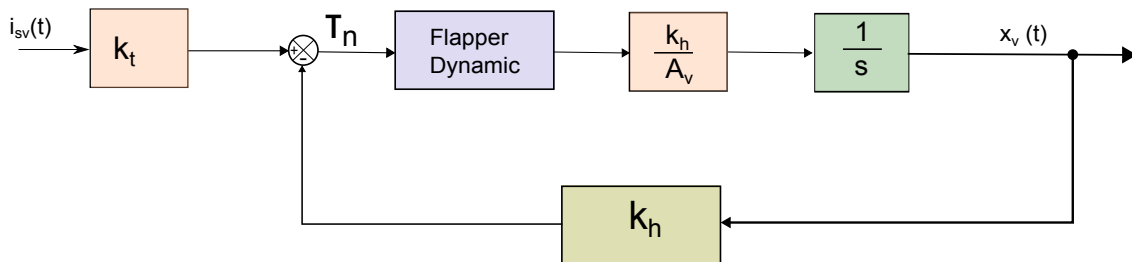 i_sv(t)
k_t
+
-
T_n
Flapper
Dynamic
k_h
A_v
1
s
x_v (t)
k_h